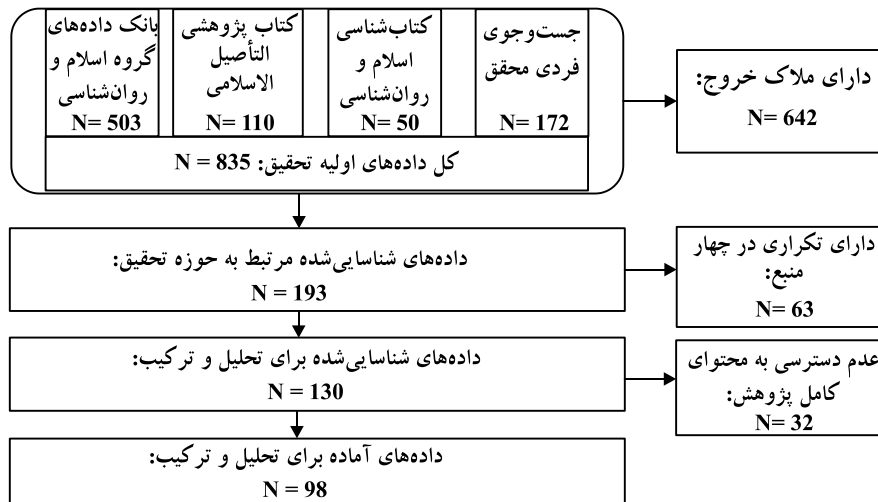 جست‌وجوی
فردی محقق
N= 172
کتاب‌شناسی
اسلام و
روان‌شناسی
N= 50
کتاب پژوهشی
التأصیل
الاسلامی
N= 110
بانک داده‌های
گروه اسلام و
روان‌شناسی
N= 503
کل داده‌های اولیه تحقیق: N = 835
دارای ملاک خروج:
N= 642
داده‌های شناسایی‌شده مرتبط به حوزه تحقیق:
N = 193
دارای تکراری در چهار
منبع:
N= 63
داده‌های شناسایی‌شده برای تحلیل و ترکیب:
N = 130
عدم دسترسی به محتوای
کامل پژوهش:
N= 32
داده‌های آماده برای تحلیل و ترکیب:
N = 98